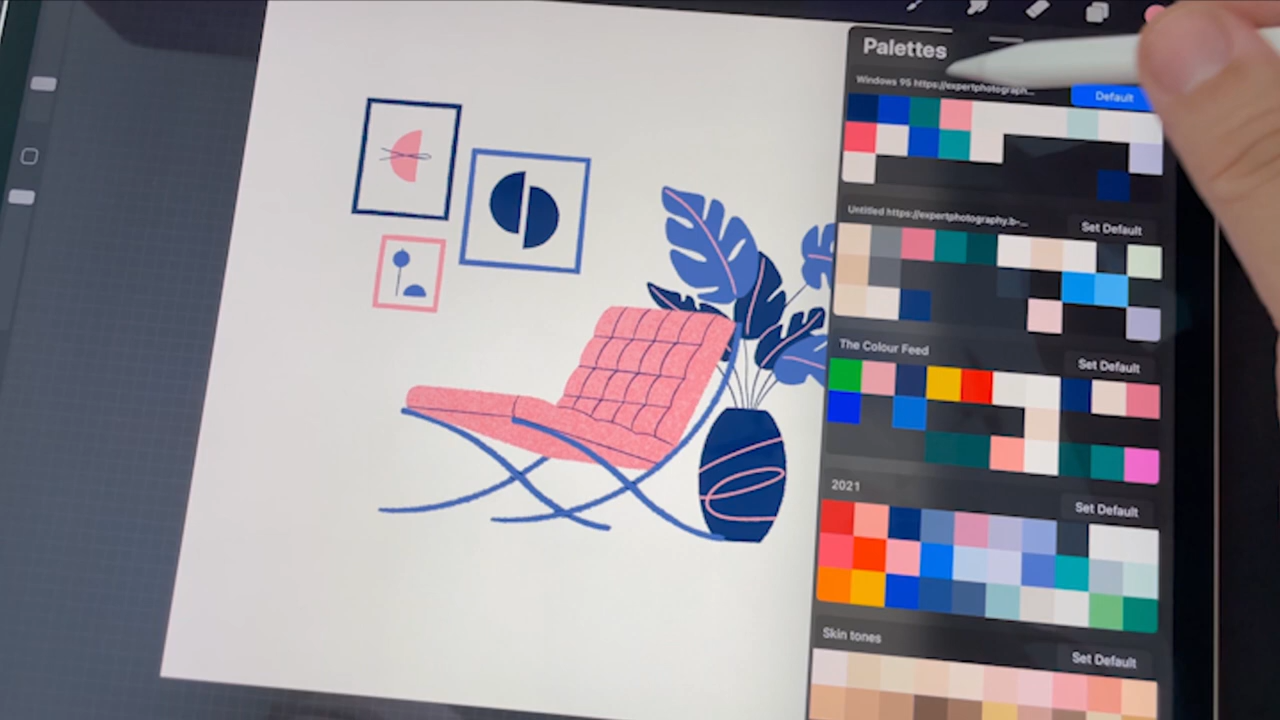 Palettes
Windows 95 https://expertphotograph...
Default
Untitled https://expertphotography.b-...
Set Default
The Colour Feed
Set Default
2021
Set Default
Skin tones
Set Default